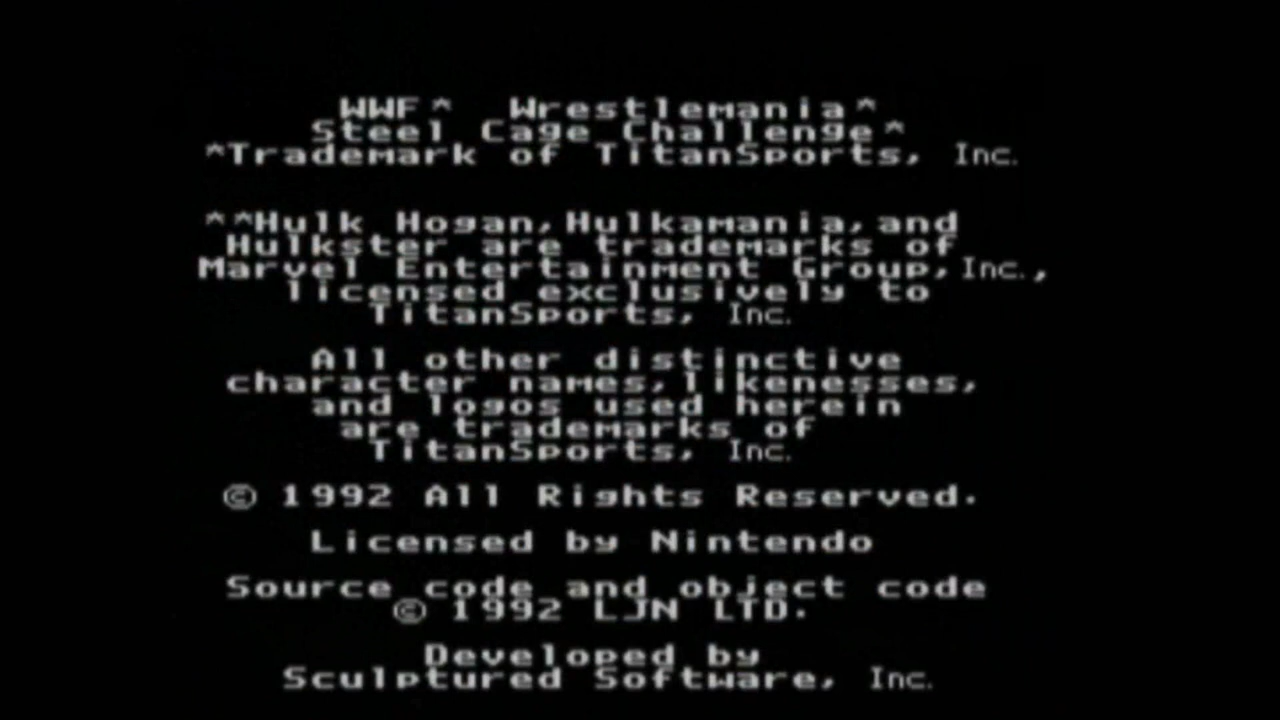 WWF^ Wrestlemania^
Steel Cage Challenge^
^Trademark of TitanSports, Inc.
^^Hulk Hogan, Hulkamania, and
Hulkster are trademarks of
Marvel Entertainment Group, Inc.,
licensed exclusively to
TitanSports, Inc.
All other distinctive
character names, likenesses,
and logos used herein
are trademarks of
TitanSports, Inc.
© 1992 All Rights Reserved.
Licensed by Nintendo
Source code and object code
© 1992 LJN LTD.
Developed by
Sculptured Software, Inc.